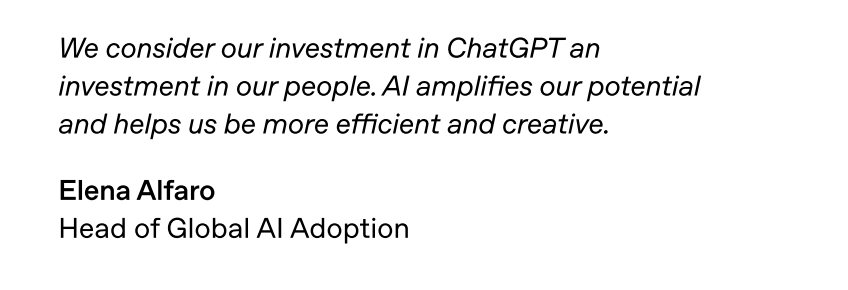 We consider our investment in ChatGPT an
investment in our people. AI amplifies our potential
and helps us be more efficient and creative.
Elena Alfaro
Head of Global AI Adoption